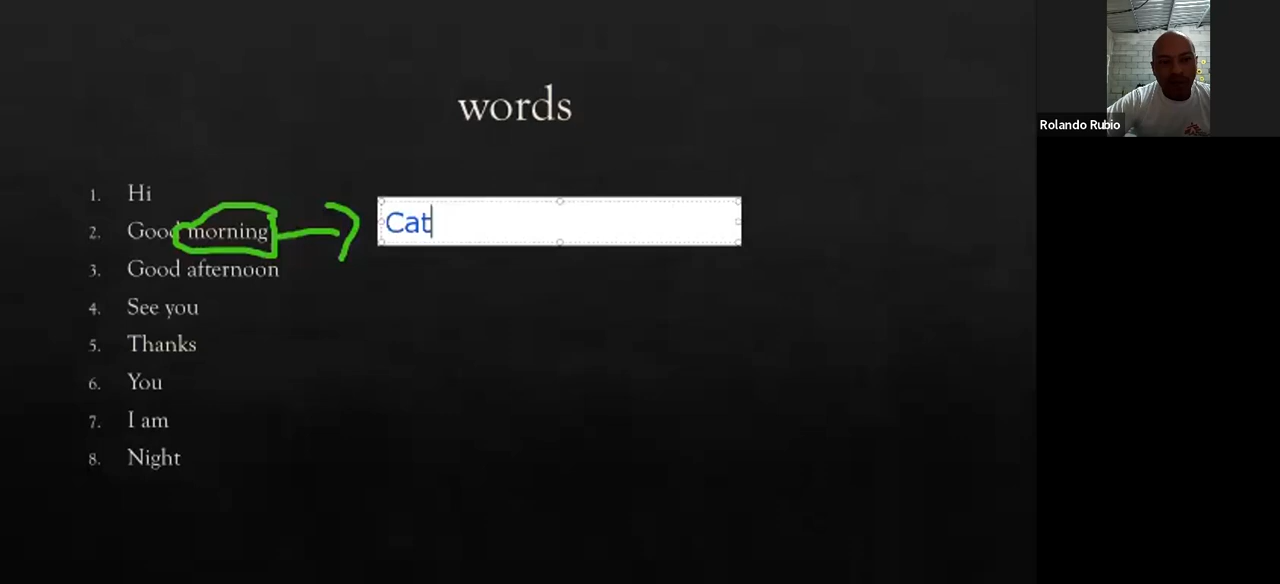 words
1. Hi
2. Good morning
Cat
3. Good afternoon
4. See you
5. Thanks
6. You
7. I am
8. Night
Rolando Rubio